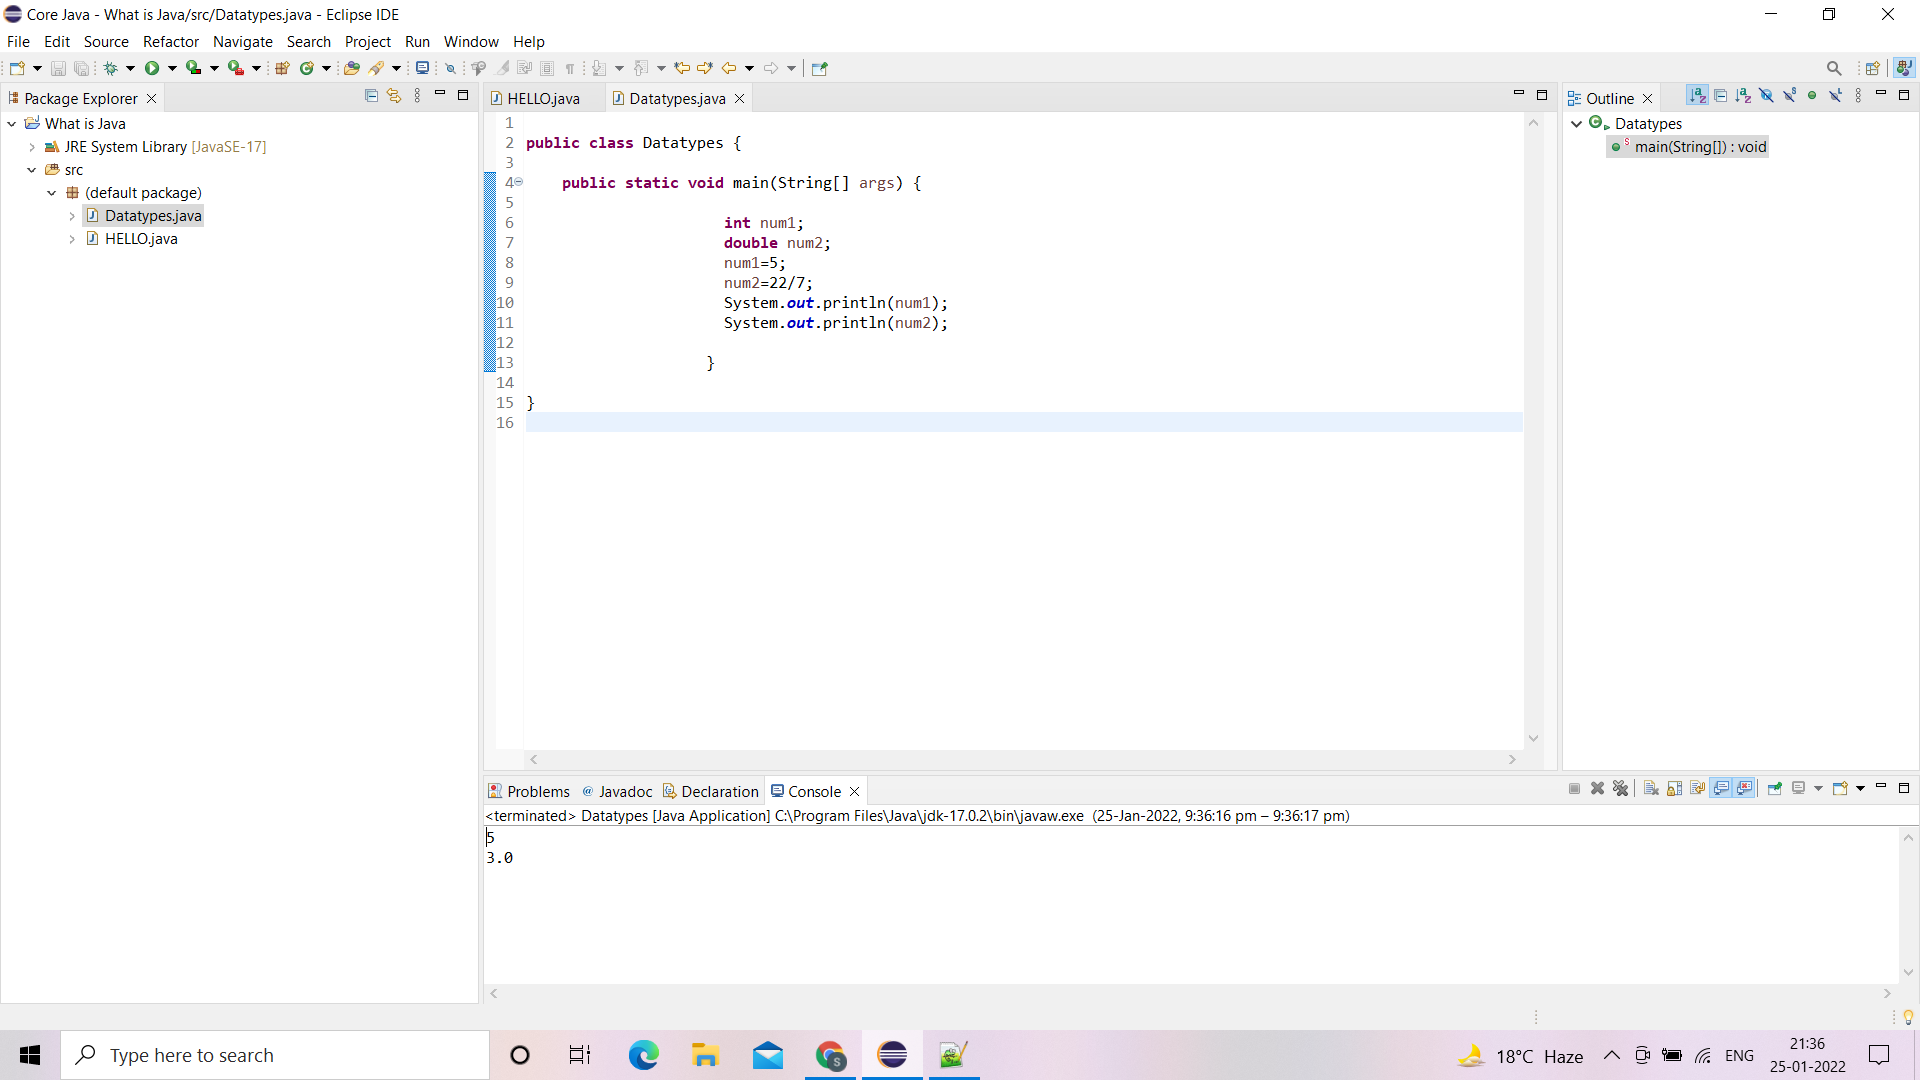 Core Java - What is Java/src/Datatypes.java - Eclipse IDE
File Edit Source Refactor Navigate Search Project Run Window Help
Package Explorer
What is Java
JRE System Library [JavaSE-17]
src
(default package)
Datatypes.java
HELLO.java
HELLO.java Datatypes.java
1
2 public class Datatypes {
3
4 public static void main(String[] args) {
5
6 int num1;
7 double num2;
8 num1=5;
9 num2=22/7;
10 System.out.println(num1);
11 System.out.println(num2);
12
13 }
14
15 }
16
Outline
Datatypes
main(String[]) : void
Problems @ Javadoc Declaration Console
<terminated> Datatypes [Java Application] C:\Program Files\Java\jdk-17.0.2\bin\javaw.exe (25-Jan-2022, 9:36:16 pm – 9:36:17 pm)
5
3.0
Type here to search
18°C Haze
ENG
21:36
25-01-2022